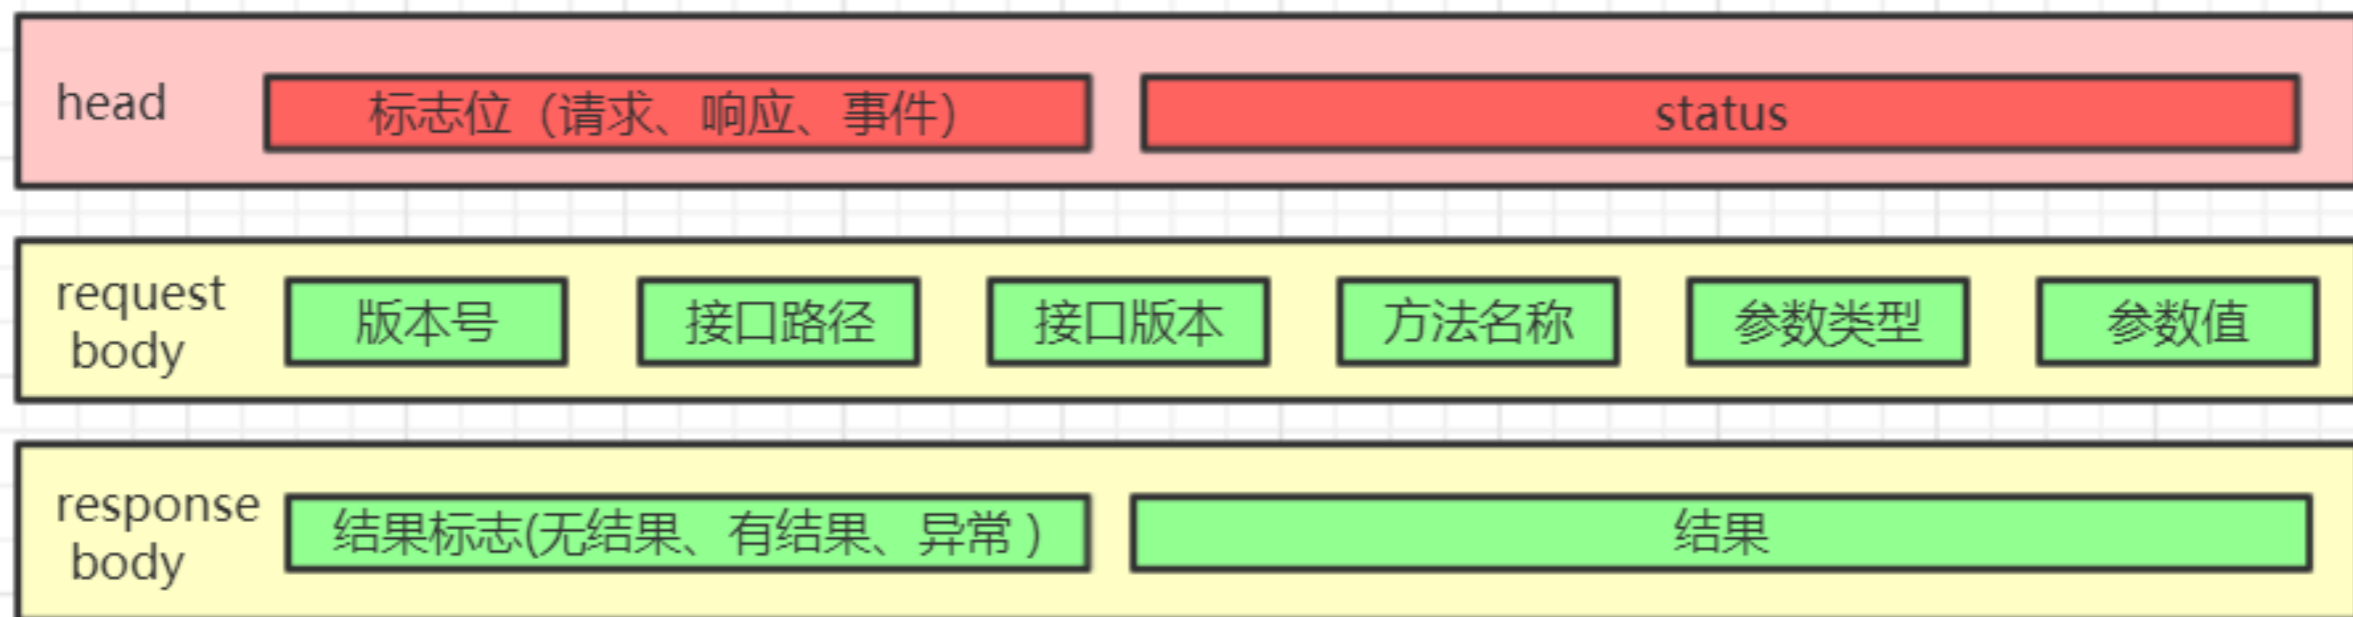 head
标志位（请求、响应、事件）
status
request
body
版本号
接口路径
接口版本
方法名称
参数类型
参数值
response
body
结果标志(无结果、有结果、异常 )
结果